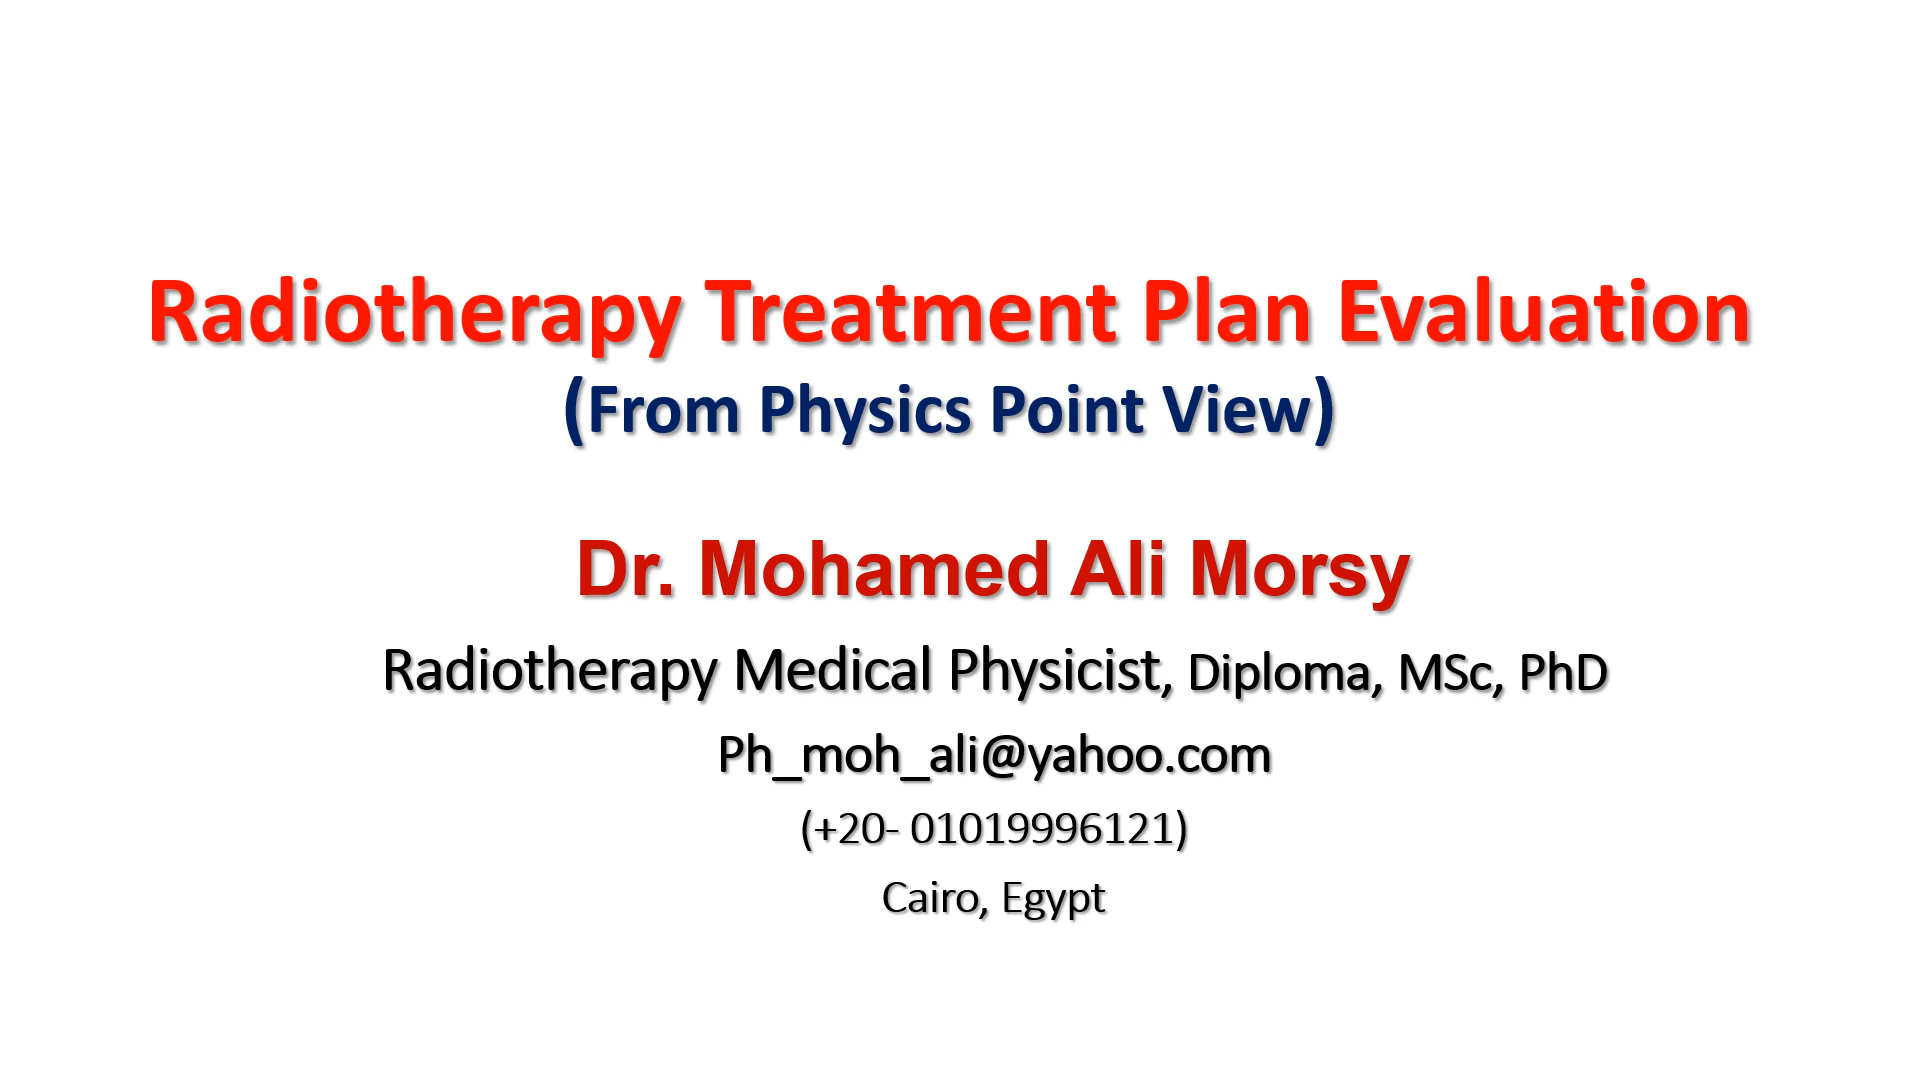 Radiotherapy Treatment Plan Evaluation
(From Physics Point View)
Dr. Mohamed Ali Morsy
Radiotherapy Medical Physicist, Diploma, MSc, PhD
Ph_moh_ali@yahoo.com
(+20- 01019996121)
Cairo, Egypt